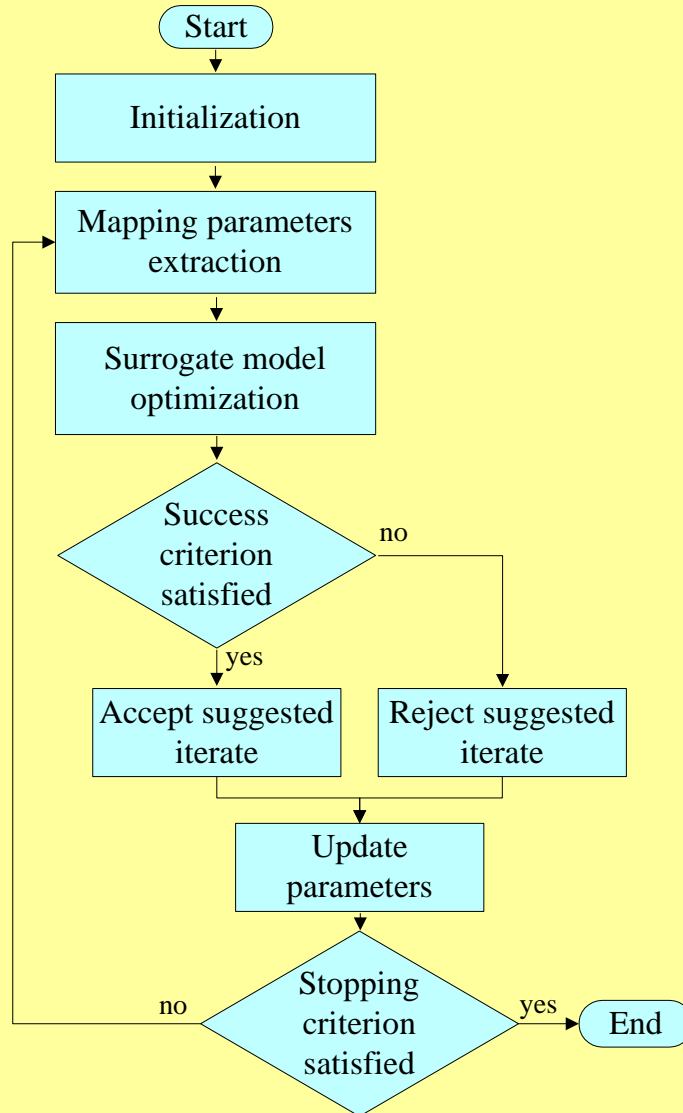 Start
Initialization
Mapping parameters
extraction
Surrogate model
optimization
Success
criterion
satisfied
no
yes
Accept suggested
iterate
Reject suggested
iterate
Update
parameters
Stopping
criterion
satisfied
no
yes
End